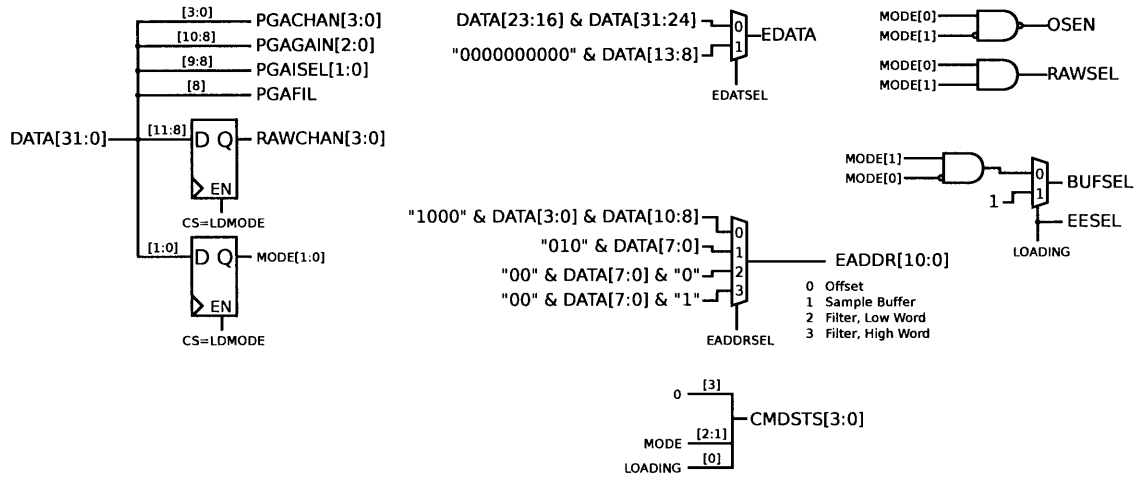 [3:0]
PGACHAN[3:0]
[10:8]
PGAGAIN[2:0]
[9:8]
PGAISEL[1:0]
[8]
PGAFIL
DATA[31:0]
[11:8]
D Q
RAWCHAN[3:0]
EN
CS=LDMODE
[1:0]
D Q
MODE[1:0]
EN
CS=LDMODE
DATA[23:16] & DATA[31:24]
0
EDATA
"0000000000" & DATA[13:8]
1
EDATSEL
MODE[0]
MODE[1]
OSEN
MODE[0]
MODE[1]
RAWSEL
MODE[1]
MODE[0]
0
BUFSEL
1
1
EESEL
LOADING
"1000" & DATA[3:0] & DATA[10:8]
0
"010" & DATA[7:0]
1
"00" & DATA[7:0] & "0"
2
"00" & DATA[7:0] & "1"
3
EADDRSEL
EADDR[10:0]
0 Offset
1 Sample Buffer
2 Filter, Low Word
3 Filter, High Word
0
[3]
CMDSTS[3:0]
MODE
[2:1]
LOADING
[0]